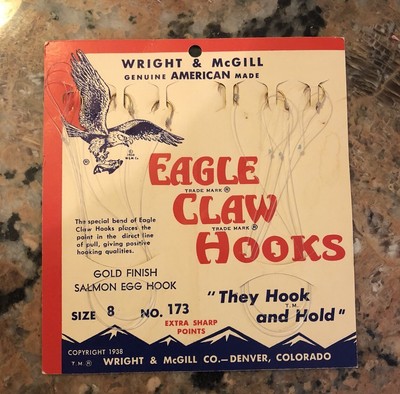 WRIGHT & McGILL
GENUINE AMERICAN MADE
EAGLE
TRADE MARK ®
CLAW
TRADE MARK ®
HOOKS
The special bend of Eagle
Claw Hooks places the
point in the direct line
of pull, giving positive
hooking qualities.
GOLD FINISH
SALMON EGG HOOK
SIZE 8 NO. 173
EXTRA SHARP
POINTS
"They Hook
T.M.
and Hold"
COPYRIGHT 1938
T.M. ® WRIGHT & McGILL CO.—DENVER, COLORADO